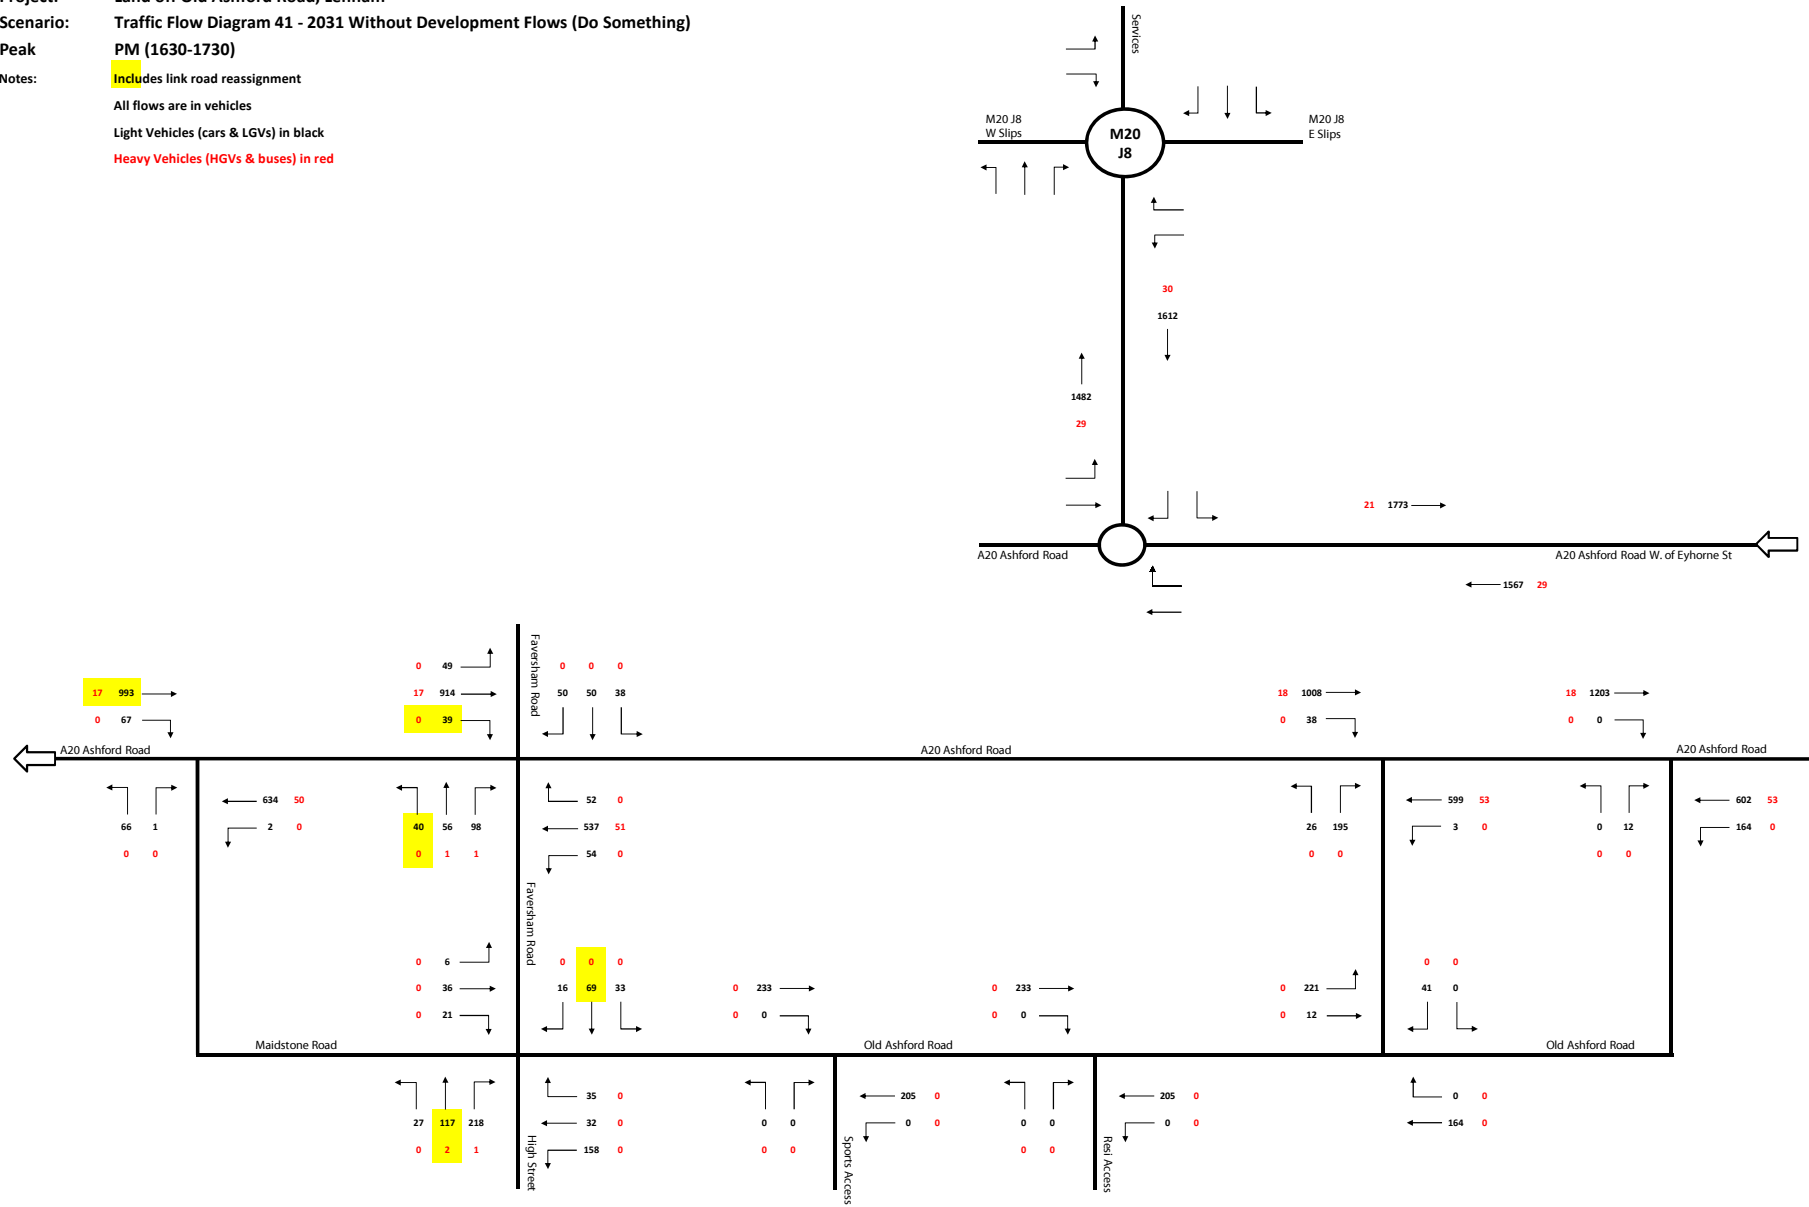 Project: Land off Old Ashford Road, Lenham
Scenario: Traffic Flow Diagram 41 - 2031 Without Development Flows (Do Something)
Peak PM (1630-1730)
Notes: Includes link road reassignment
All flows are in vehicles
Light Vehicles (cars & LGVs) in black
Heavy Vehicles (HGVs & buses) in red
Services
M20 J8
W Slips
M20
J8
M20 J8
E Slips
30
1612
1482
29
21 1773
A20 Ashford Road
A20 Ashford Road W. of Eyhorne St
1567 29
Faversham Road
0 49
0 0 0
17 993
17 914
50 50 38
18 1008
18 1203
0 67
0 39
0 38
0 0
A20 Ashford Road
A20 Ashford Road
A20 Ashford Road
634 50
52 0
599 53
602 53
66 1
2 0
40 56 98
537 51
26 195
3 0
0 12
164 0
0 0
0 1 1
54 0
0 0
0 0
Faversham Road
0 6
0 0 0
0 0
0 36
16 69 33
0 233
0 233
0 221
41 0
0 21
0 0
0 0
0 12
Maidstone Road
Old Ashford Road
Old Ashford Road
35 0
205 0
205 0
0 0
27 117 218
32 0
0 0
0 0
0 0
0 0
164 0
0 2 1
158 0
0 0
0 0
High Street
Sports Access
Resi Access